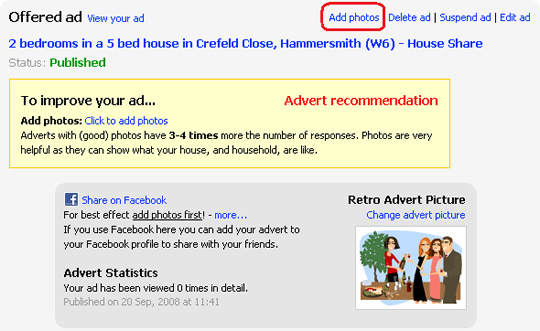 Offered ad View your ad Add photos Delete ad | Suspend ad | Edit ad
2 bedrooms in a 5 bed house in Crefeld Close, Hammersmith (W6) - House Share
Status: Published
To improve your ad... Advert recommendation
Add photos: Click to add photos
Adverts with (good) photos have 3-4 times more the number of responses. Photos are very
helpful as they can show what your house, and household, are like.
Share on Facebook
For best effect add photos first! - more...
If you use Facebook here you can add your advert to
your Facebook profile to share with your friends.
Advert Statistics
Your ad has been viewed 0 times in detail.
Published on 20 Sep, 2008 at 11:41
Retro Advert Picture
Change advert picture